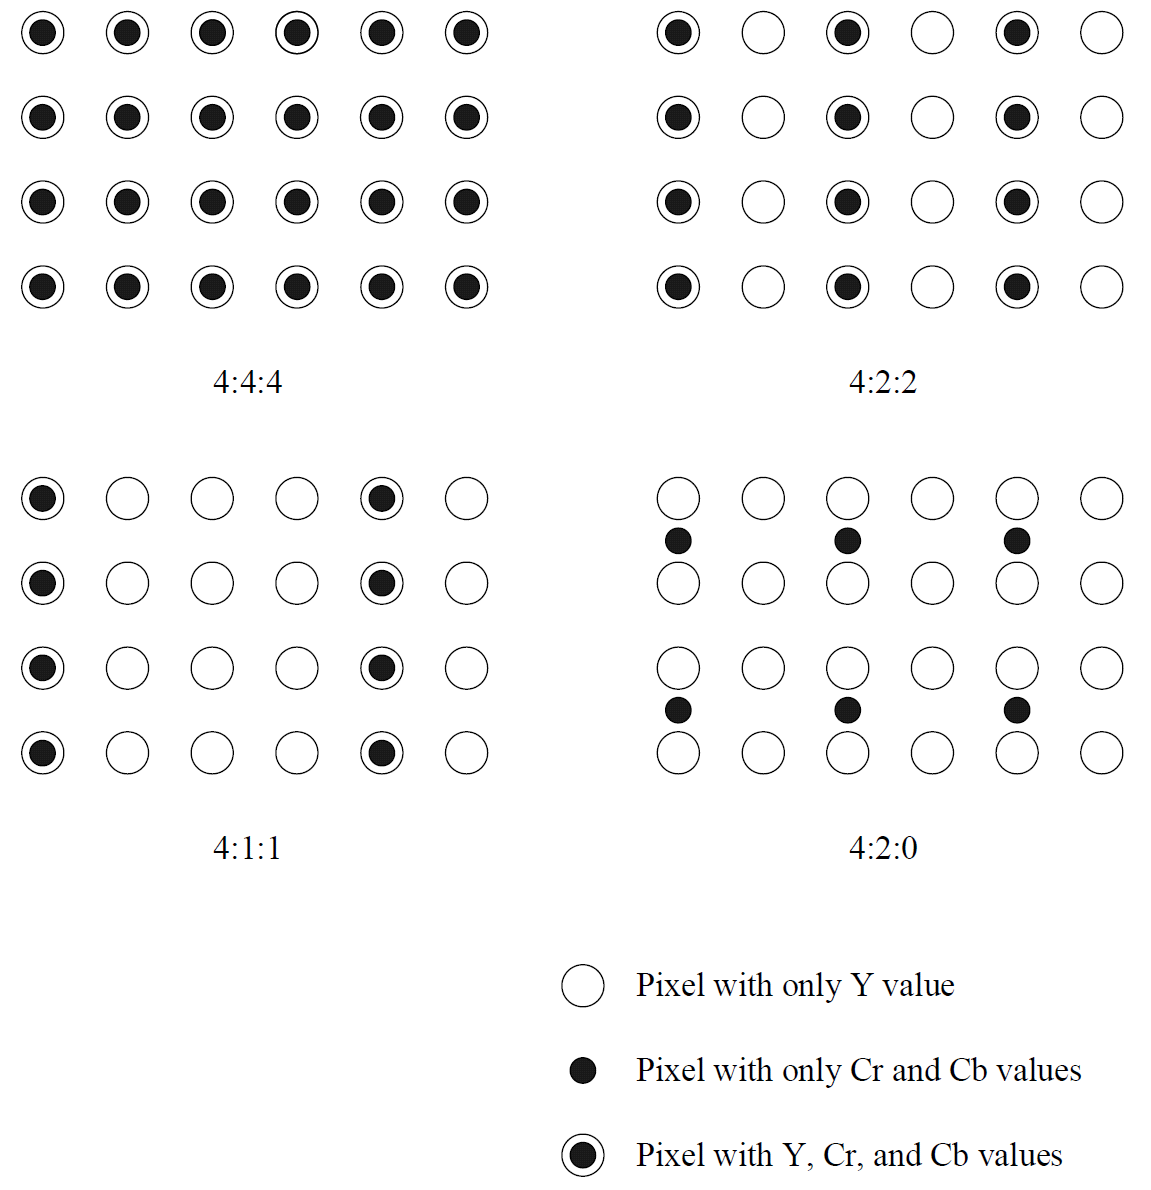 4:4:4
4:2:2
4:1:1
4:2:0
Pixel with only Y value
Pixel with only Cr and Cb values
Pixel with Y, Cr, and Cb values